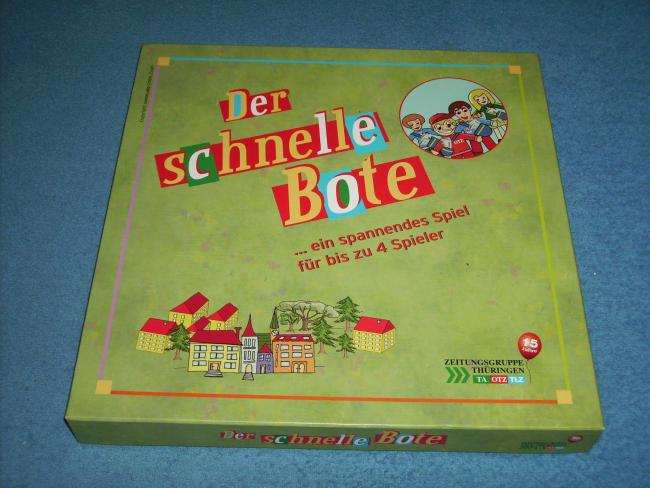 Der
schnelle
Bote
... ein spannendes Spiel
für bis zu 4 Spieler
OTZ
15
Jahre
ZEITUNGSGRUPPE
THÜRINGEN
TA OTZ TLZ
Der schnelle Bote